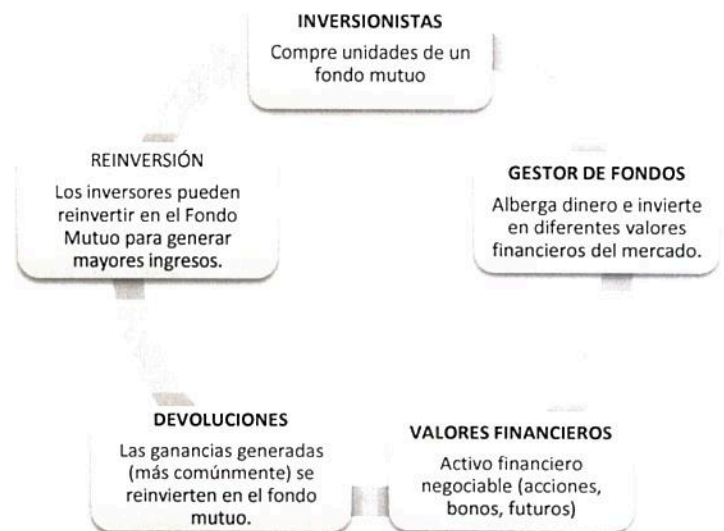 INVERSIONISTAS
Compre unidades de un
fondo mutuo
GESTOR DE FONDOS
Alberga dinero e invierte
en diferentes valores
financieros del mercado.
VALORES FINANCIEROS
Activo financiero
negociable (acciones,
bonos, futuros)
DEVOLUCIONES
Las ganancias generadas
(más comúnmente) se
reinvierten en el fondo
mutuo.
REINVERSIÓN
Los inversores pueden
reinvertir en el Fondo
Mutuo para generar
mayores ingresos.